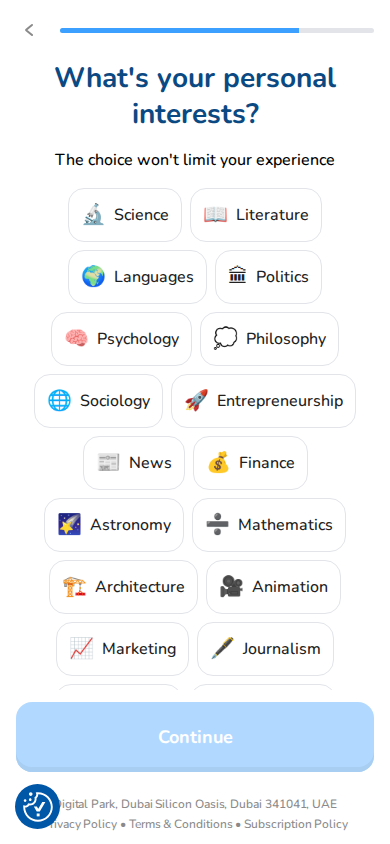 What's your personal
interests?
The choice won't limit your experience
Science
Literature
Languages
Politics
Psychology
Philosophy
Sociology
Entrepreneurship
News
Finance
Astronomy
Mathematics
Architecture
Animation
Marketing
Journalism
Continue
Digital Park, Dubai Silicon Oasis, Dubai 341041, UAE
Privacy Policy • Terms & Conditions • Subscription Policy